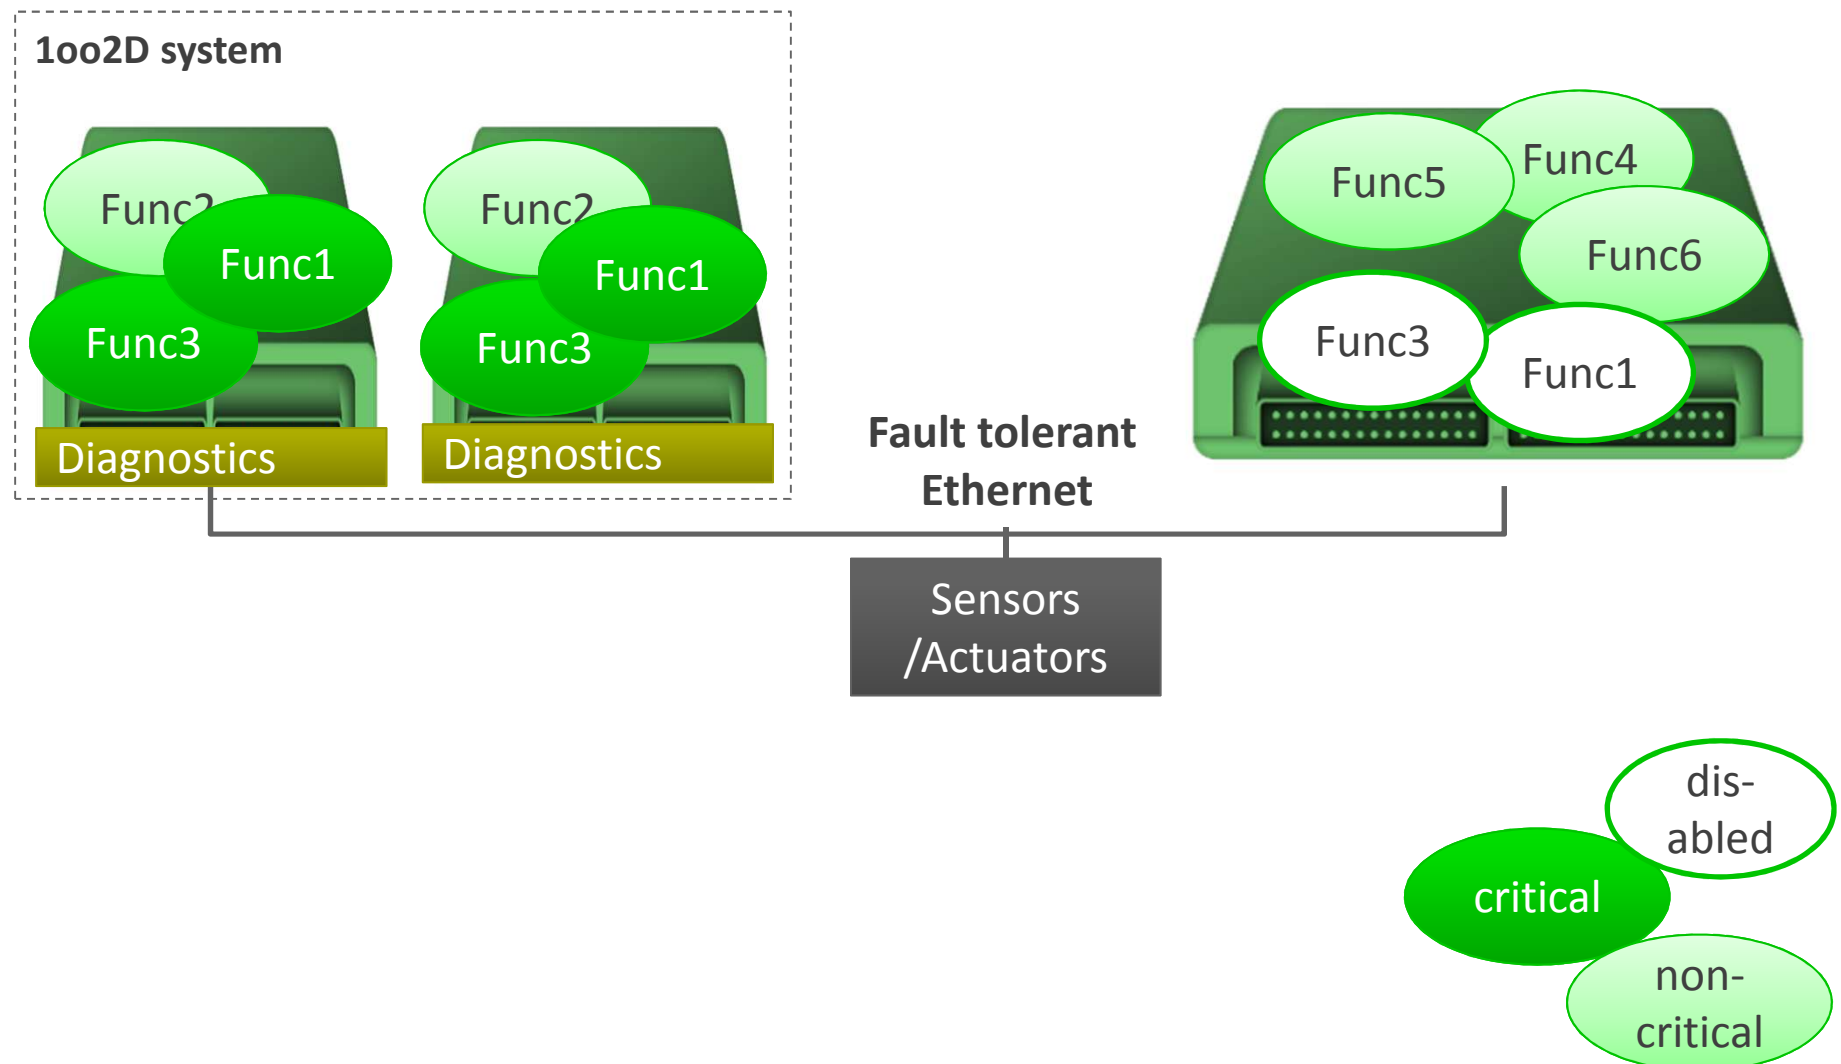 1oo2D system
Func2
Func1
Func3
Diagnostics
Func2
Func1
Func3
Diagnostics
Fault tolerant
Ethernet
Sensors
/Actuators
Func5
Func4
Func6
Func3
Func1
dis-
abled
critical
non-
critical